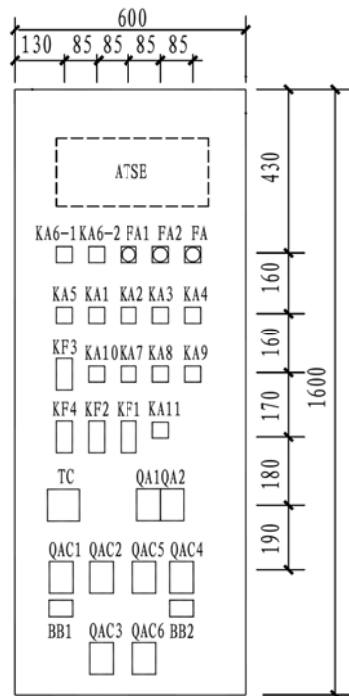 600
130 85 85 85 85
ATSE
430
KA6-1 KA6-2 FA1 FA2 FA
160
KA5 KA1 KA2 KA3 KA4
160
KF3 KA10 KA7 KA8 KA9
170
1600
KF4 KF2 KF1 KA11
180
TC QA1 QA2
190
QAC1 QAC2 QAC5 QAC4
BB1 QAC3 QAC6 BB2